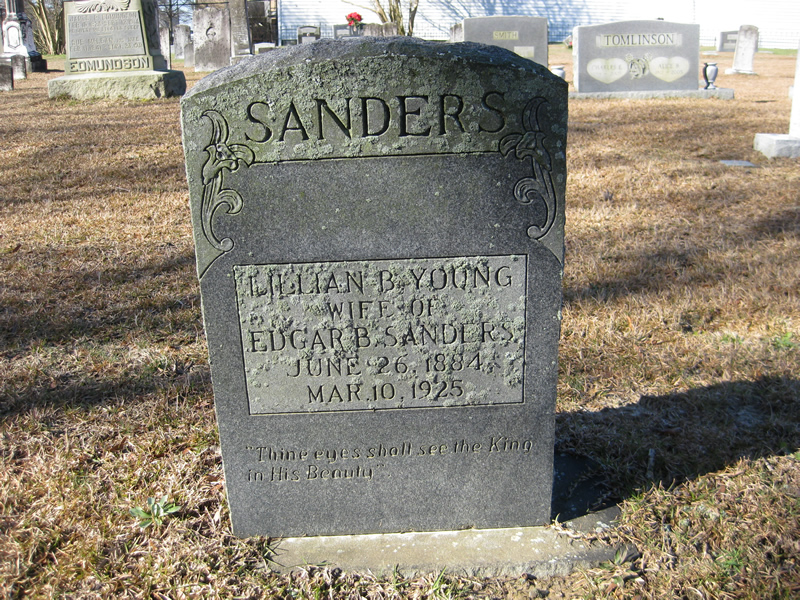 EDMUNDSON
SMITH
TOMLINSON
SANDERS
LILLIAN B. YOUNG
WIFE OF
EDGAR B. SANDERS
JUNE 26, 1884
MAR. 10, 1925
"Thine eyes shall see the King
in His Beauty".